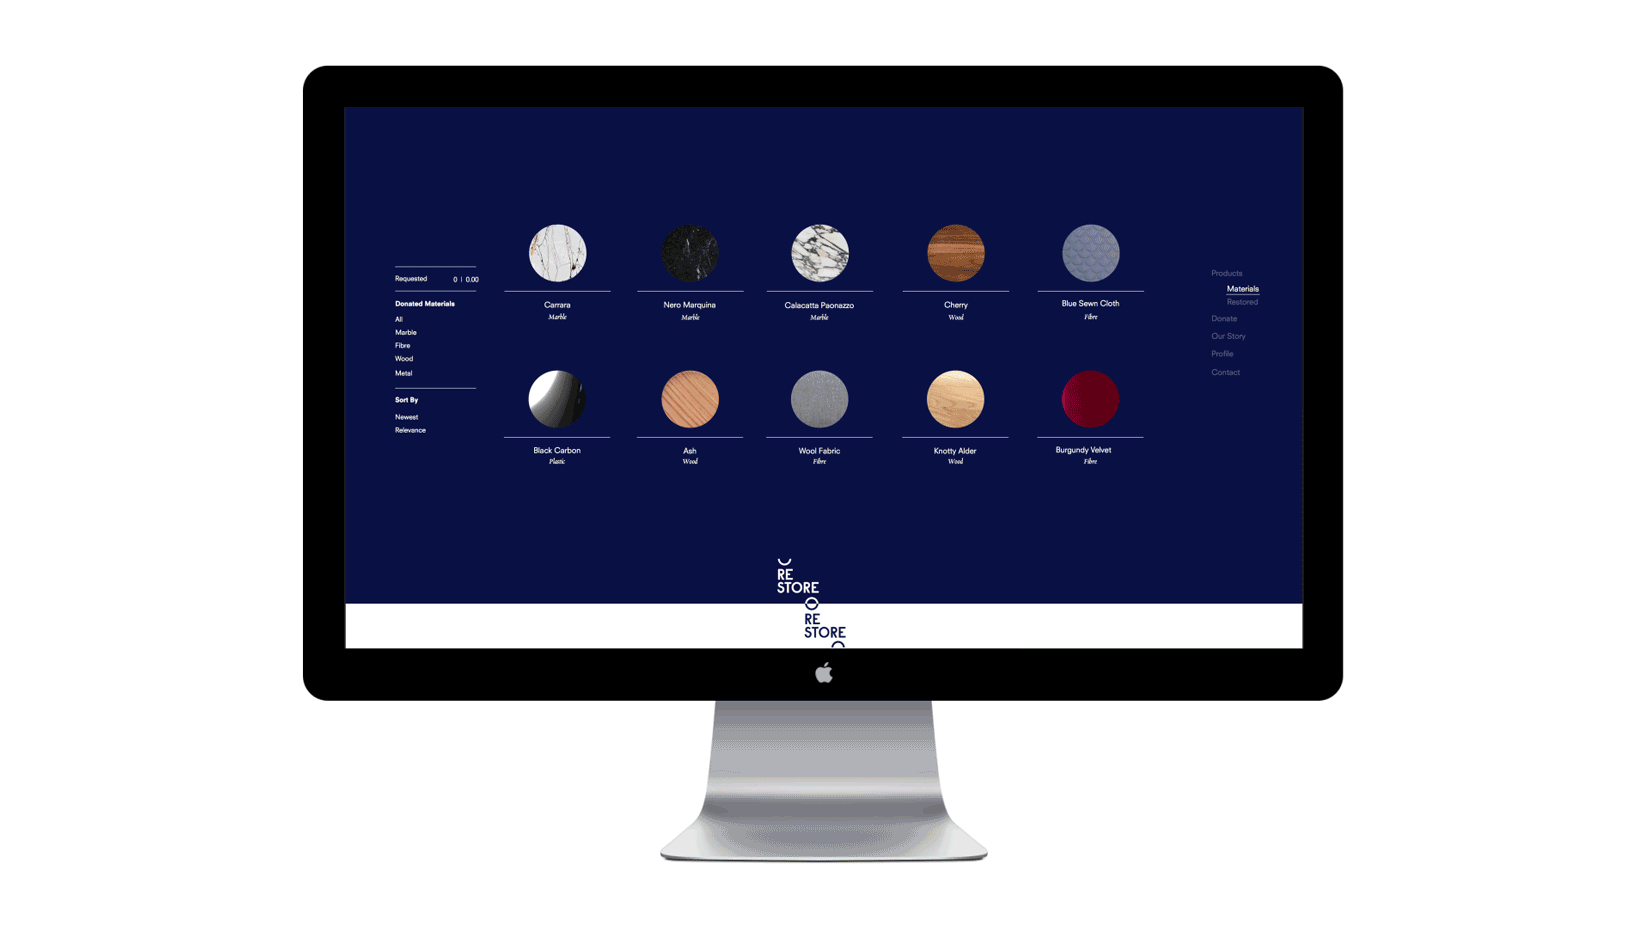 Requested 0 | 0.00
Donated Materials
All
Marble
Fibre
Wood
Metal
Sort By
Newest
Relevance
Carrara
Marble
Nero Marquina
Marble
Calacatta Paonazzo
Marble
Cherry
Wood
Blue Sewn Cloth
Fibre
Black Carbon
Plastic
Ash
Wood
Wool Fabric
Fibre
Knotty Alder
Wood
Burgundy Velvet
Fibre
Products
Materials
Restored
Donate
Our Story
Profile
Contact
RE
STORE
RE
STORE